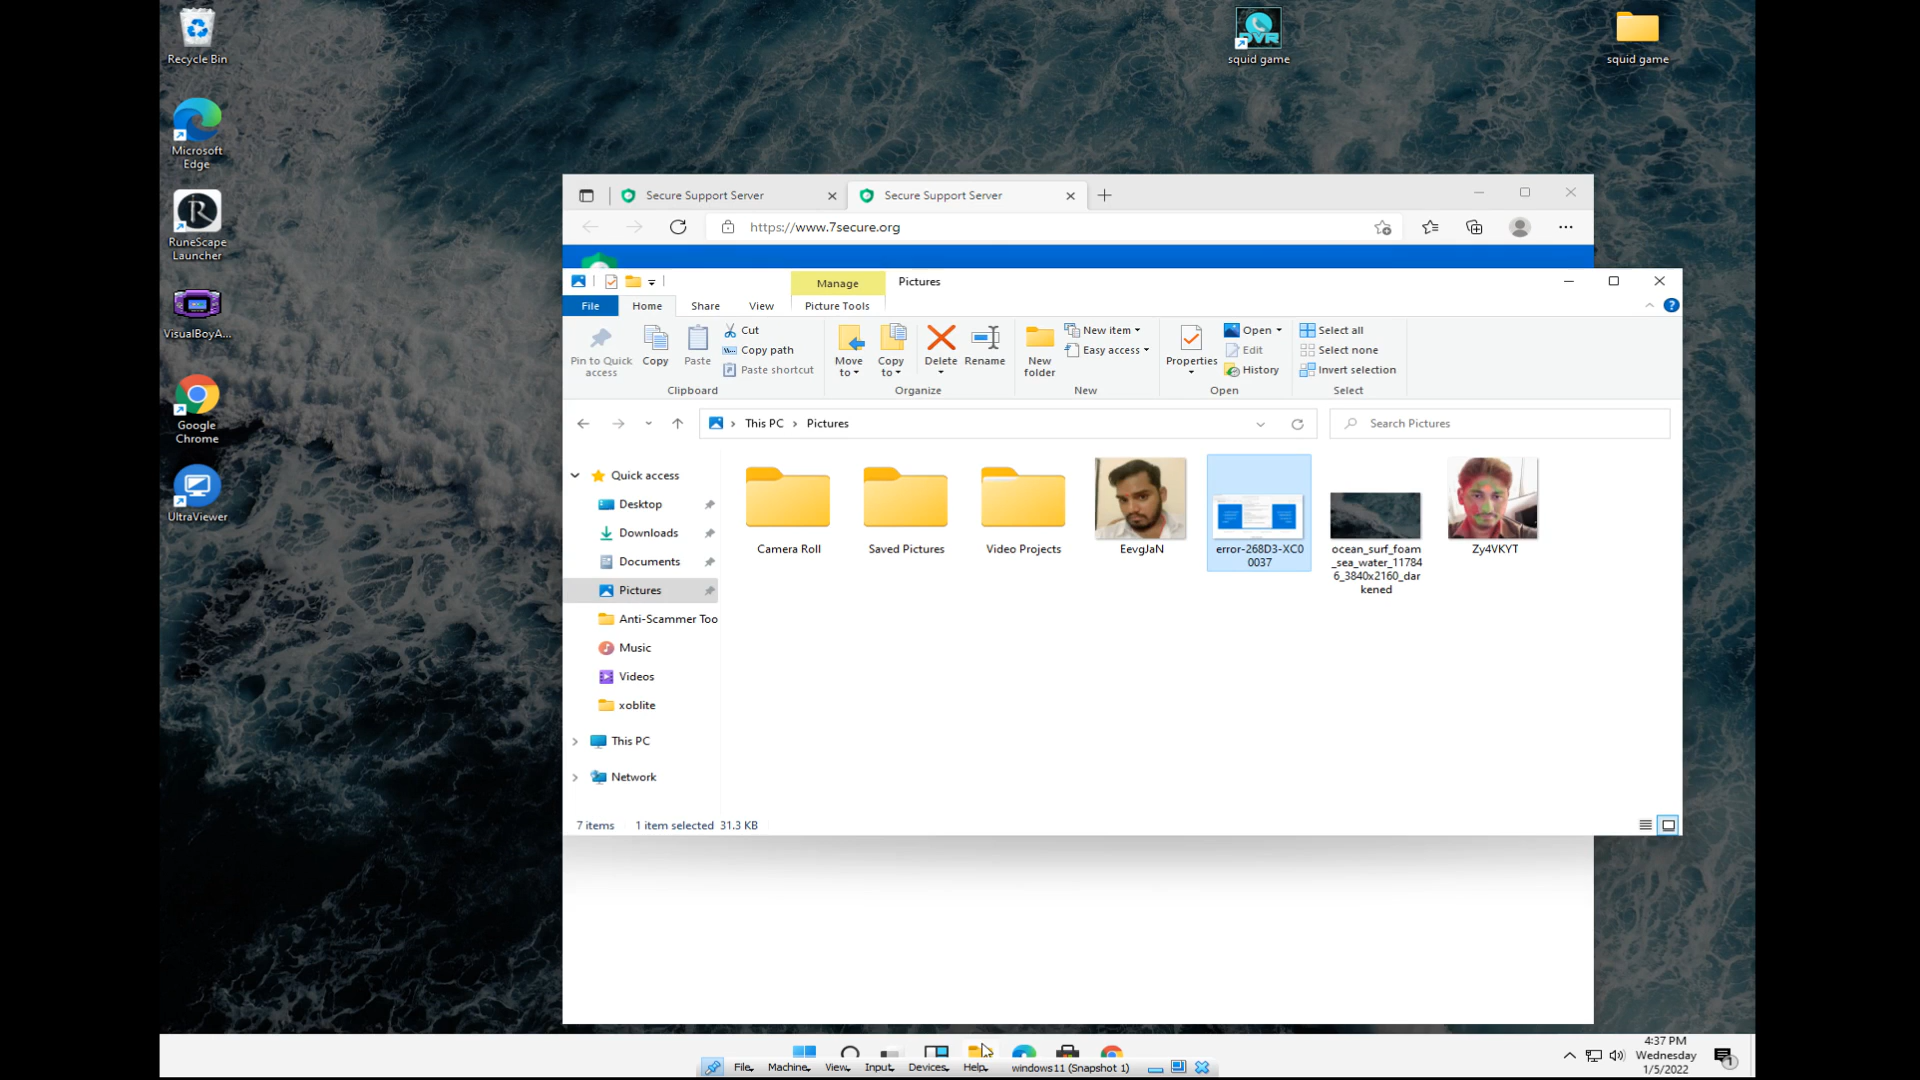 Recycle Bin
squid game
squid game
Microsoft
Edge
RuneScape
Launcher
VisualBoyA...
Google
Chrome
UltraViewer
Secure Support Server
Secure Support Server
https://www.7secure.org
Manage
Pictures
File
Home
Share
View
Picture Tools
Pin to Quick
access
Copy
Paste
Cut
Copy path
Paste shortcut
Clipboard
Move
to
Copy
to
Delete
Rename
Organize
New
folder
New item
Easy access
New
Properties
Open
Edit
History
Open
Select all
Select none
Invert selection
Select
This PC
Pictures
Search Pictures
Quick access
Desktop
Downloads
Documents
Pictures
Anti-Scammer Too
Music
Videos
xoblite
This PC
Network
Camera Roll
Saved Pictures
Video Projects
EevgJaN
error-268D3-XC0
0037
ocean_surf_foam
_sea_water_11784
6_3840x2160_dar
kened
Zy4VKYT
7 items
1 item selected 31.3 KB
File
Machine
View
Input
Devices
Help
windows11 (Snapshot 1)
4:37 PM
Wednesday
1/5/2022
1
DVR